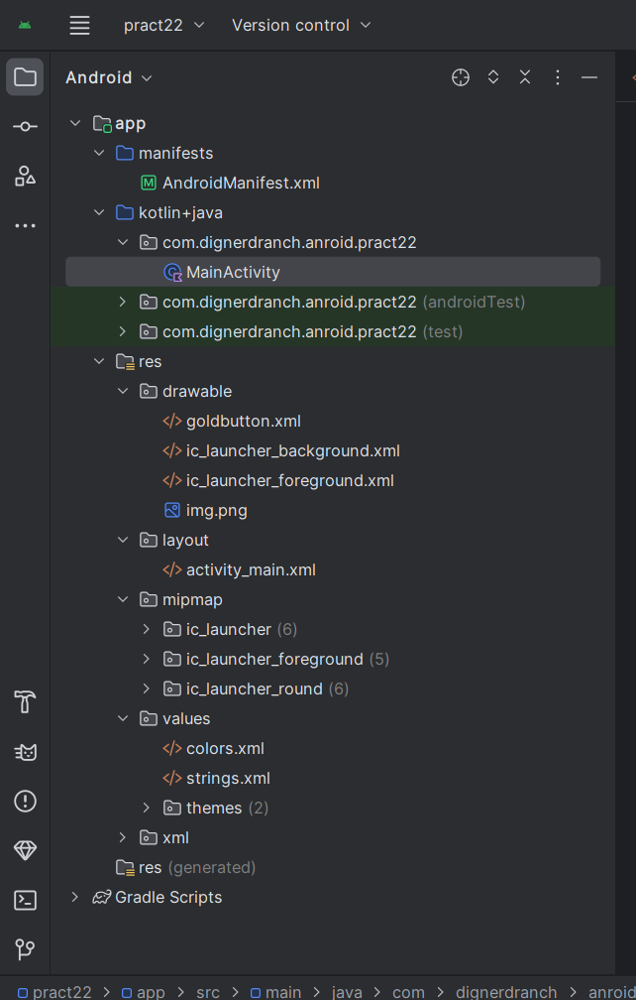 pract22 Version control
Android
app
manifests
AndroidManifest.xml
kotlin+java
com.dignerdranch.anroid.pract22
MainActivity
com.dignerdranch.anroid.pract22 (androidTest)
com.dignerdranch.anroid.pract22 (test)
res
drawable
goldbutton.xml
ic_launcher_background.xml
ic_launcher_foreground.xml
img.png
layout
activity_main.xml
mipmap
ic_launcher (6)
ic_launcher_foreground (5)
ic_launcher_round (6)
values
colors.xml
strings.xml
themes (2)
xml
res (generated)
Gradle Scripts
pract22 > app > src > main > java > com > dignerdranch > anroid